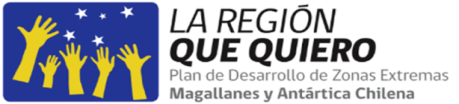 LA REGIÓN
QUE QUIERO
Plan de Desarrollo de Zonas Extremas
Magallanes y Antártica Chilena